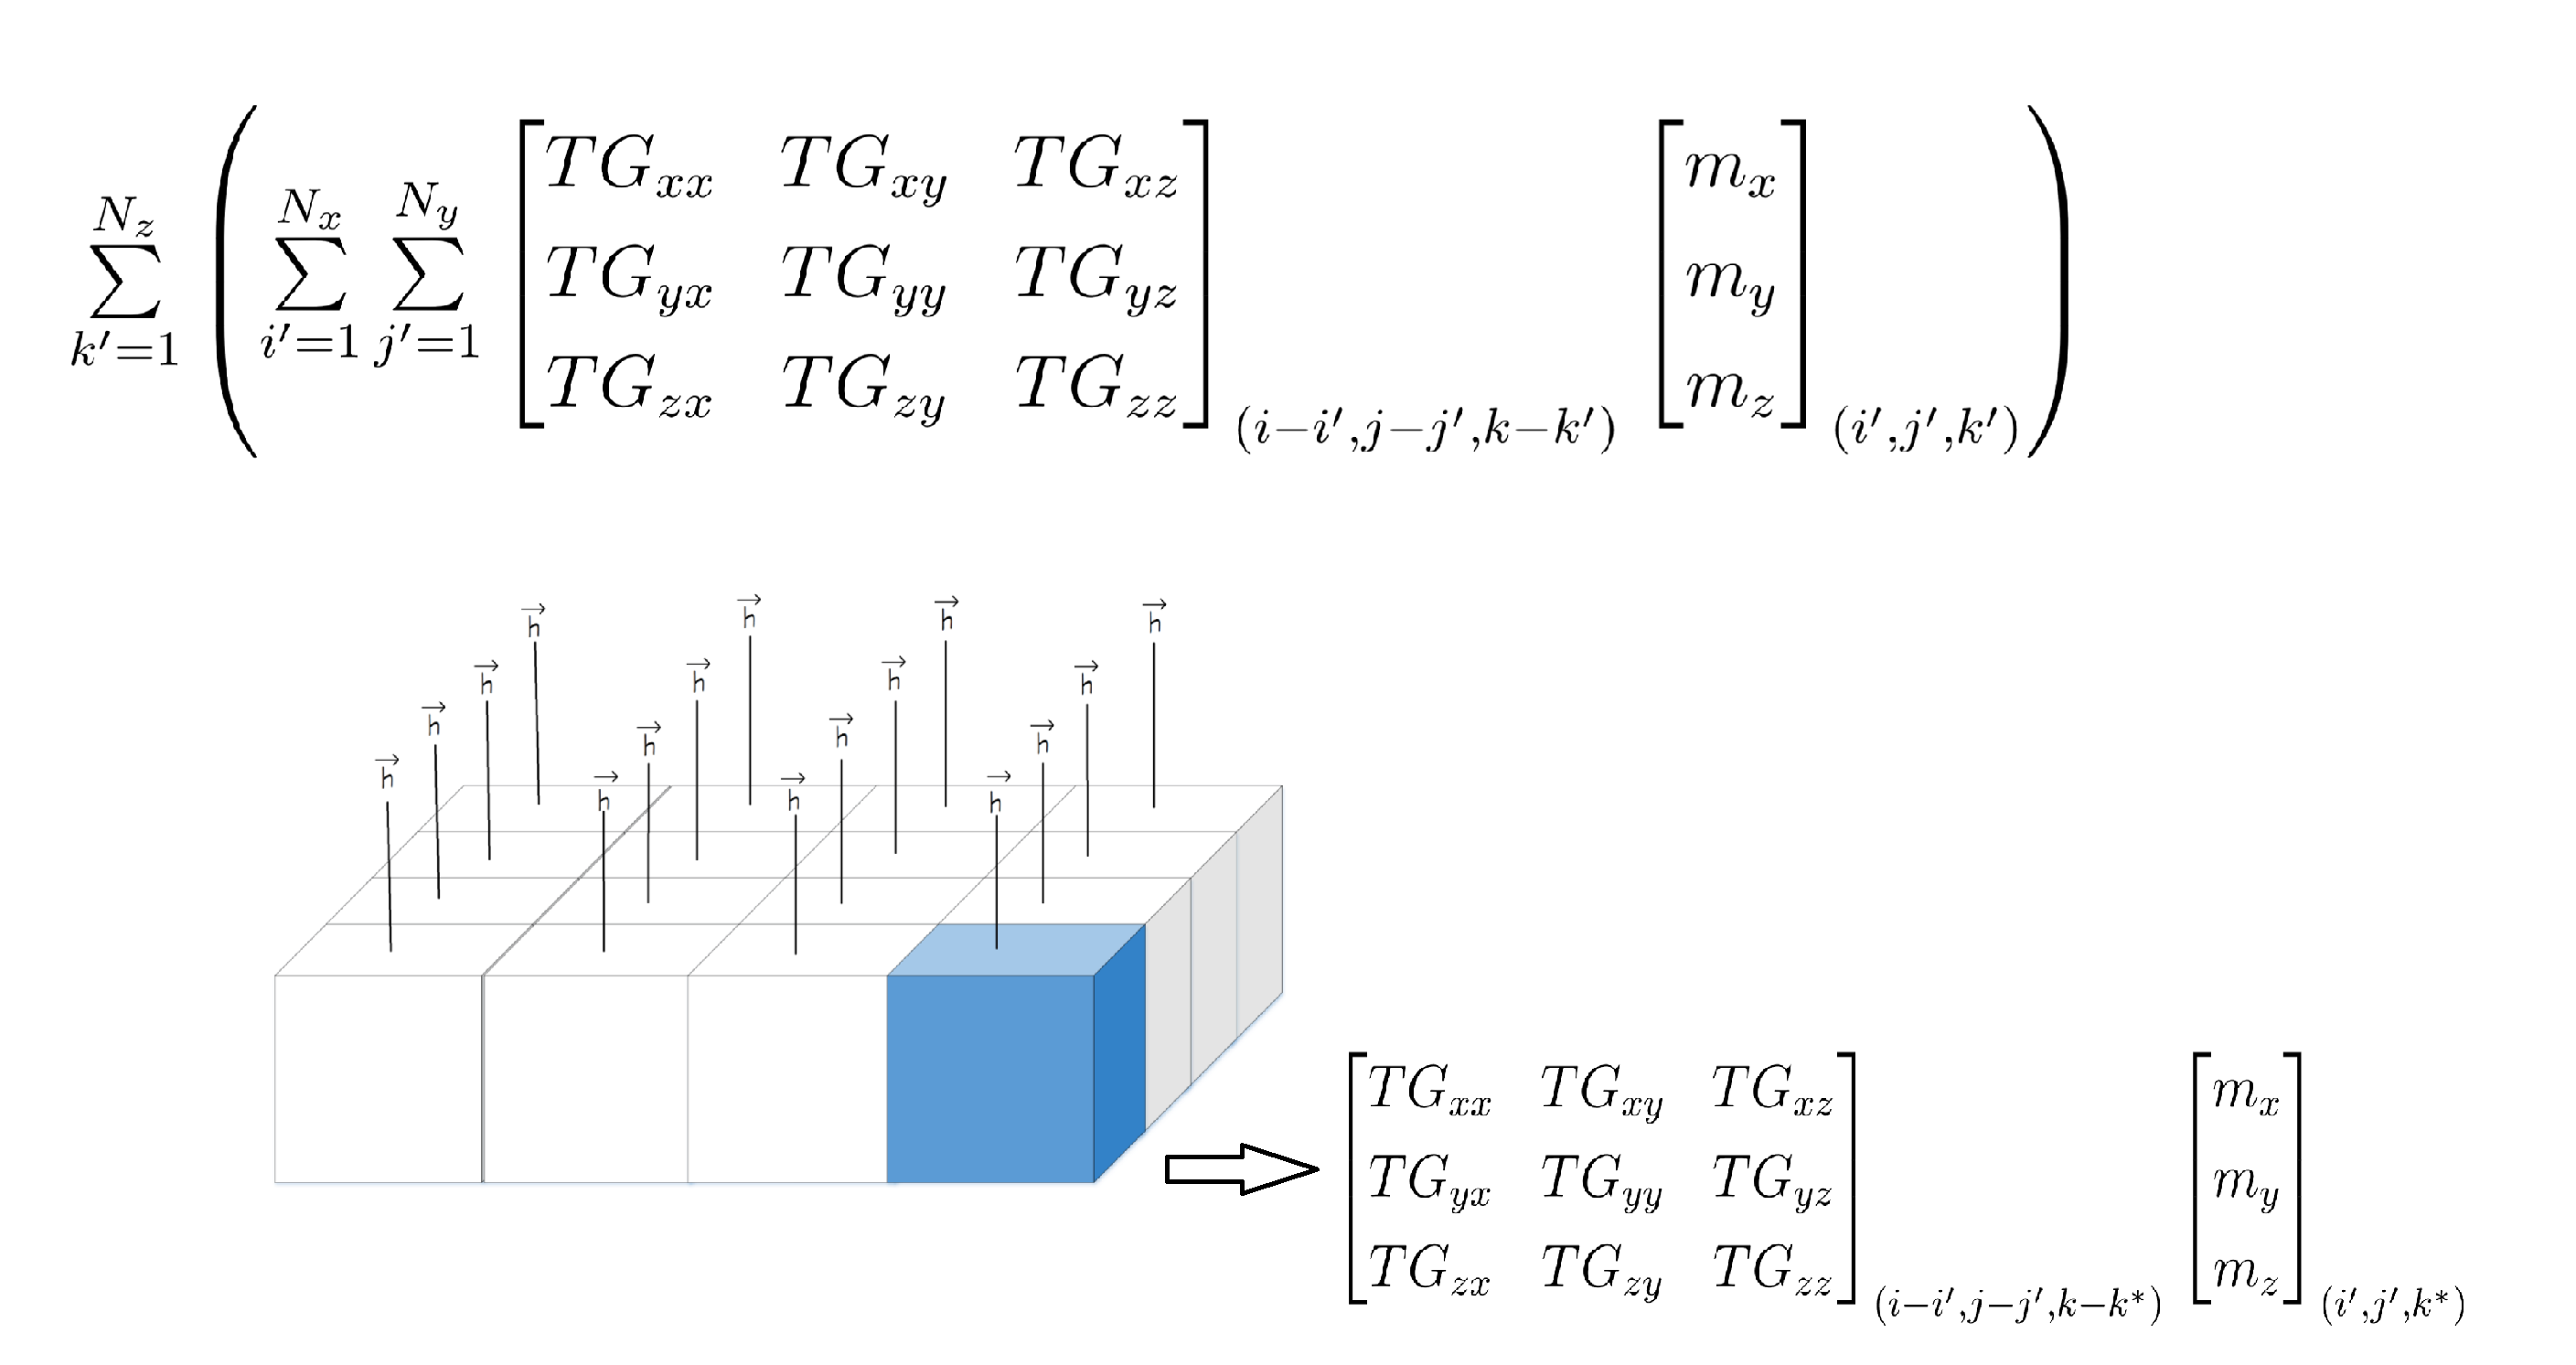 \sum_{k'=1}^{N_z} \left( \sum_{i'=1}^{N_x} \sum_{j'=1}^{N_y} \begin{bmatrix} TG_{xx} & TG_{xy} & TG_{xz} \\ TG_{yx} & TG_{yy} & TG_{yz} \\ TG_{zx} & TG_{zy} & TG_{zz} \end{bmatrix}_{(i-i',j-j',k-k')} \begin{bmatrix} m_x \\ m_y \\ m_z \end{bmatrix}_{(i',j',k')} \right)
\vec{h} \vec{h} \vec{h} \vec{h}
\vec{h} \vec{h} \vec{h} \vec{h}
\vec{h} \vec{h} \vec{h} \vec{h}
\vec{h} \vec{h} \vec{h} \vec{h}
\begin{bmatrix} TG_{xx} & TG_{xy} & TG_{xz} \\ TG_{yx} & TG_{yy} & TG_{yz} \\ TG_{zx} & TG_{zy} & TG_{zz} \end{bmatrix}_{(i-i',j-j',k-k*)} \begin{bmatrix} m_x \\ m_y \\ m_z \end{bmatrix}_{(i',j',k*)}